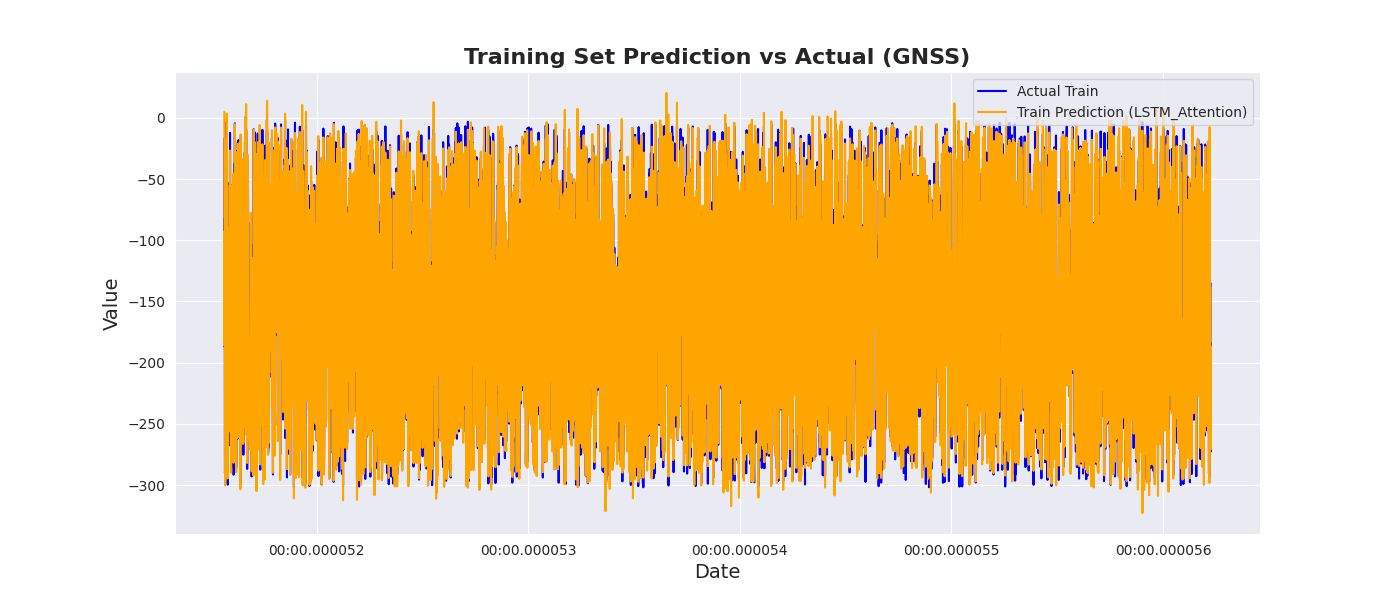 Training Set Prediction vs Actual (GNSS)
Actual Train
Train Prediction (LSTM_Attention)
Value
0
−50
−100
−150
−200
−250
−300
00:00.000052
00:00.000053
00:00.000054
00:00.000055
00:00.000056
Date